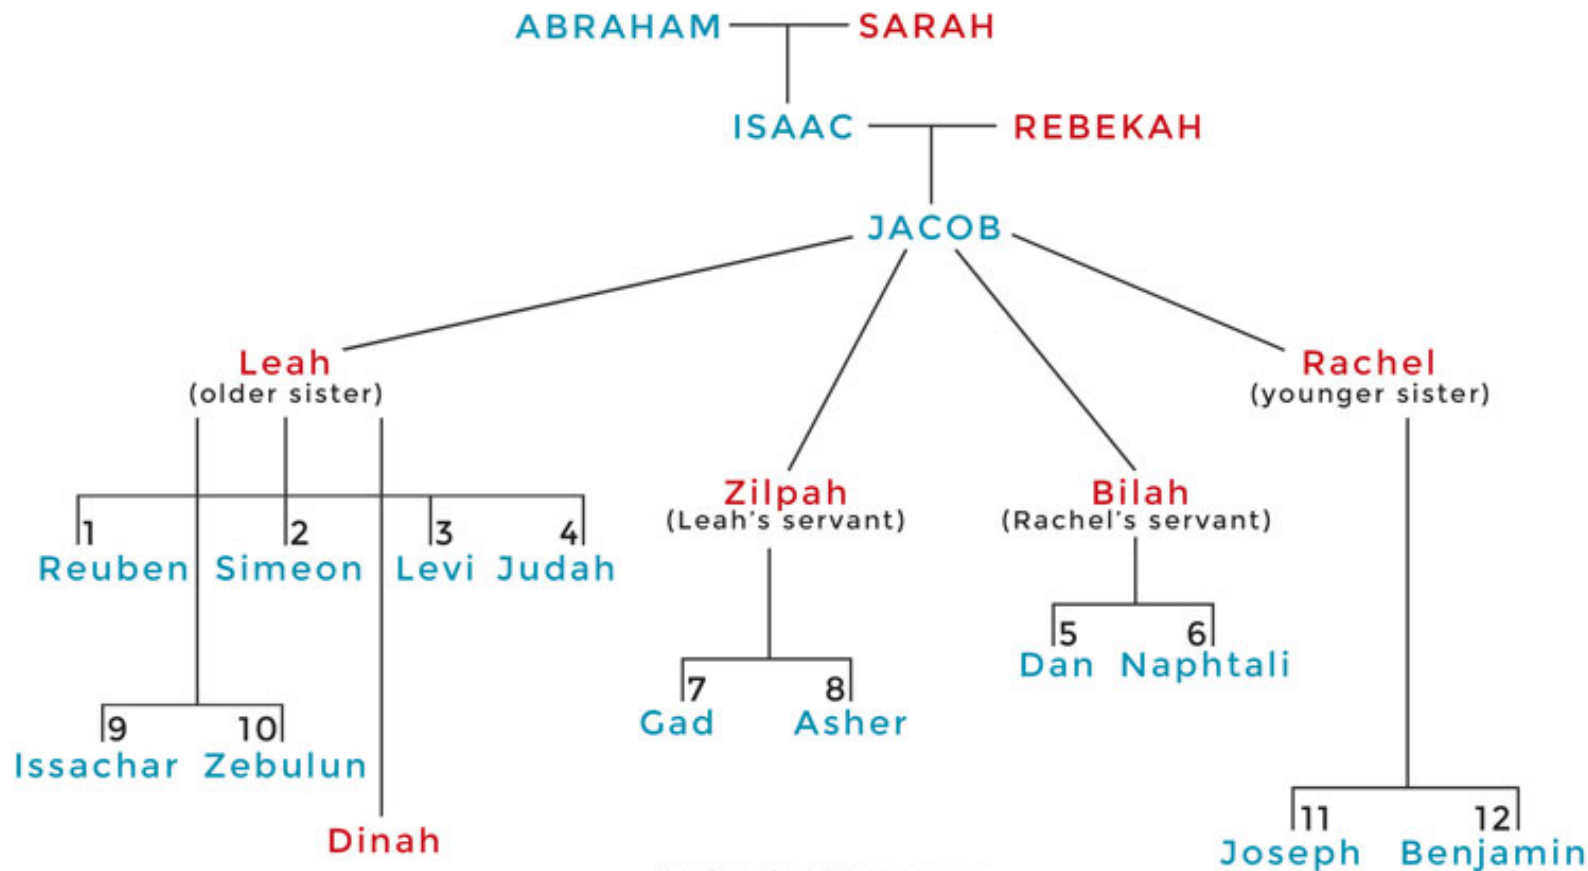 ABRAHAM SARAH
ISAAC REBEKAH
JACOB
Leah
(older sister)
Rachel
(younger sister)
Zilpah
(Leah's servant)
Bilah
(Rachel's servant)
1 2 3 4
Reuben Simeon Levi Judah
5 6
Dan Naphtali
7 8
Gad Asher
9 10
Issachar Zebulun
11 12
Joseph Benjamin
Dinah